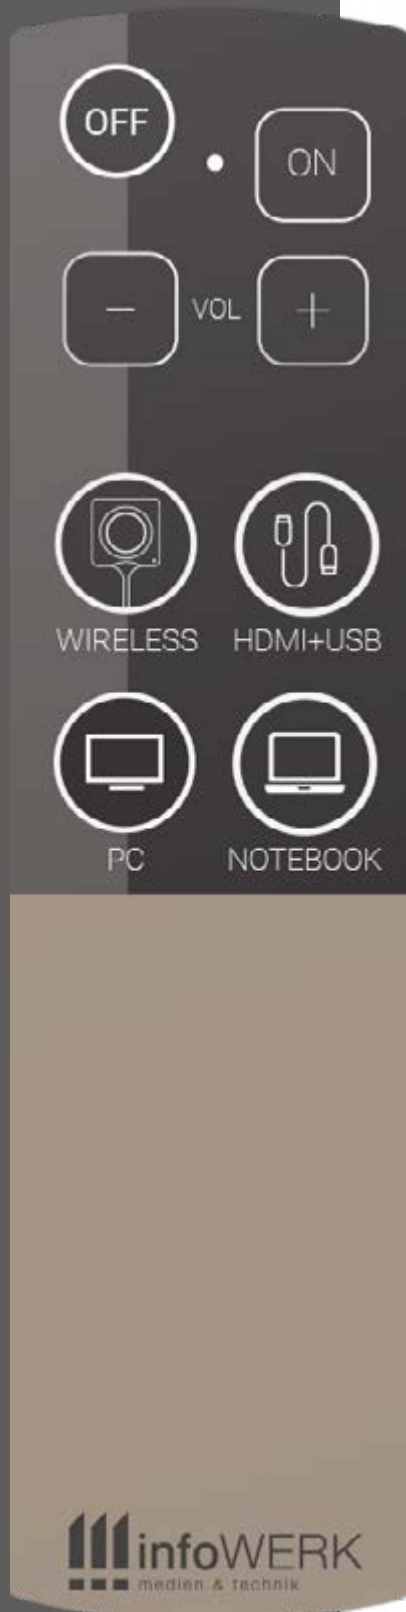 OFF
ON
− VOL +
WIRELESS HDMI+USB
PC NOTEBOOK
infoWERK
medien & technik